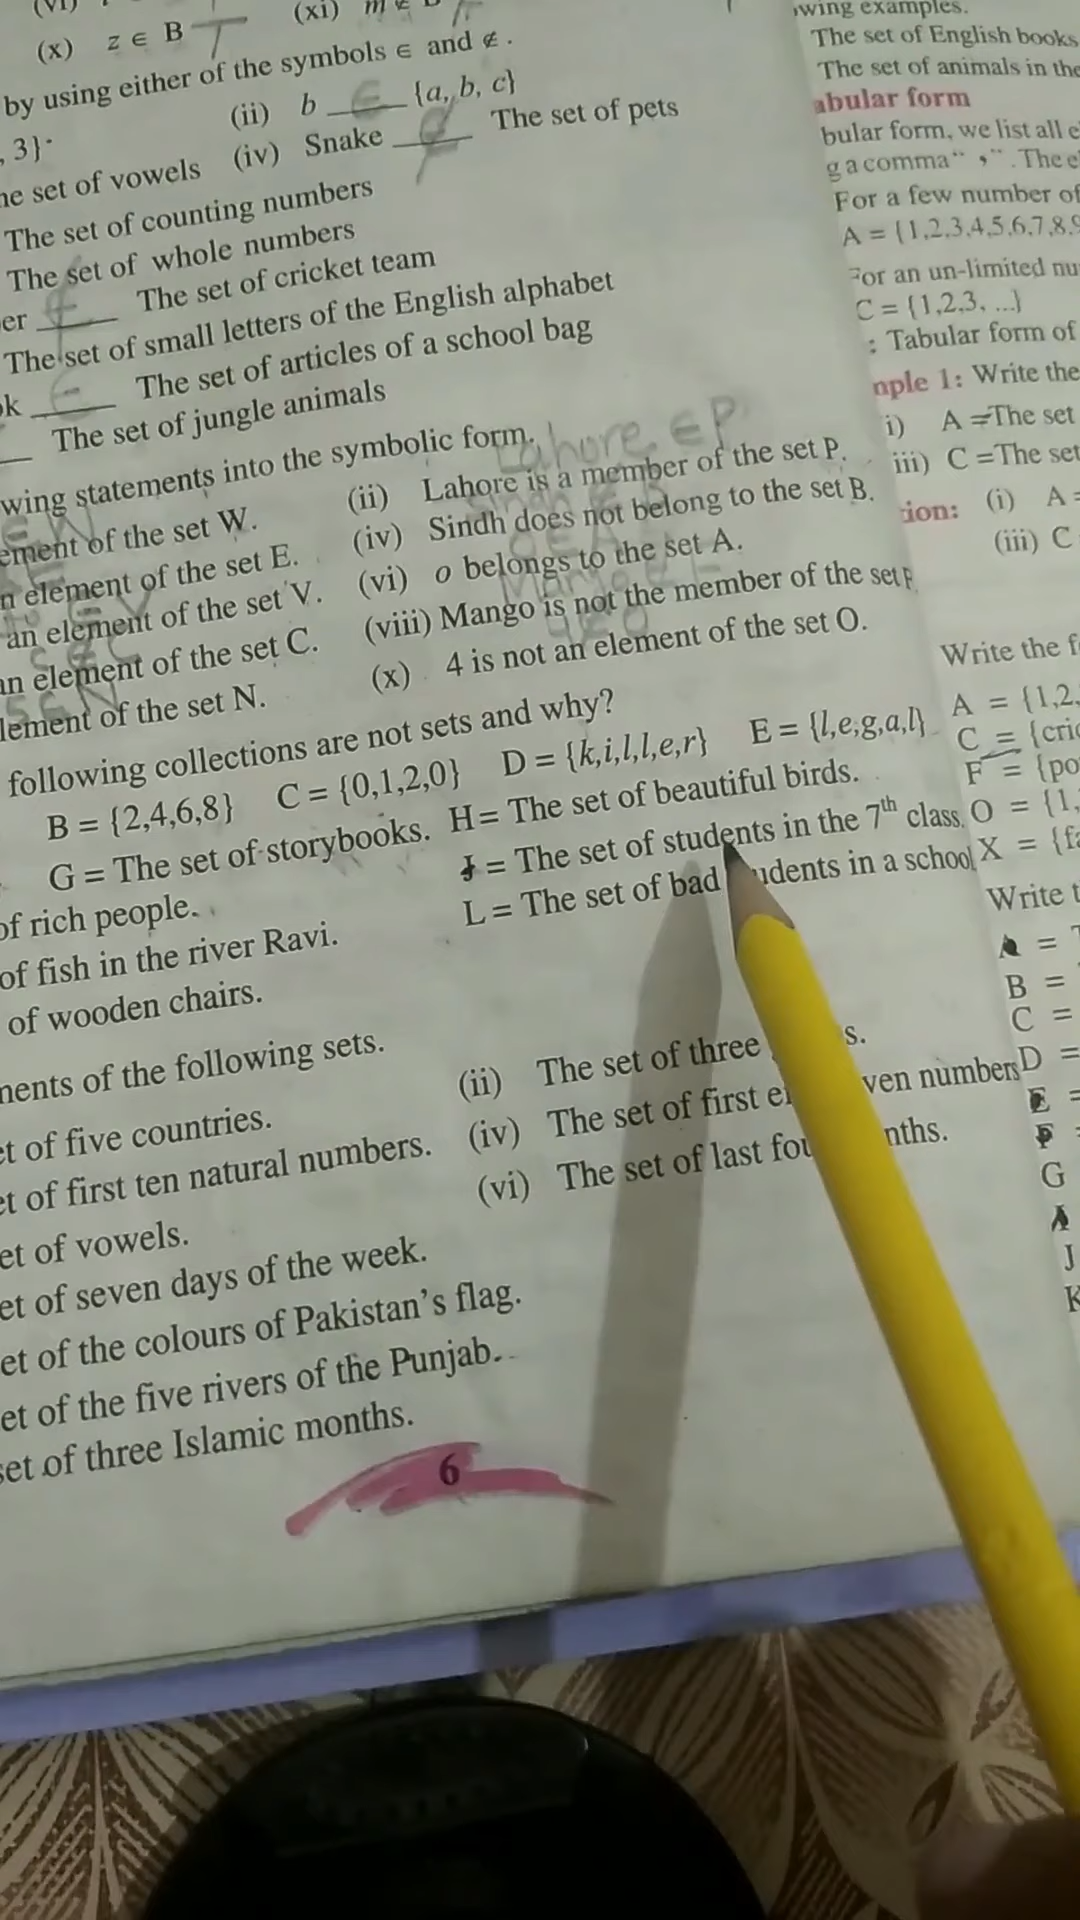 (x) z ∈ B T
by using either of the symbols ∈ and ∉.
(ii) b ∈ {a, b, c}
, 3}.
(iv) Snake ∉ The set of pets
he set of vowels
The set of counting numbers
The set of whole numbers
er ∉ The set of cricket team
The set of small letters of the English alphabet
ok ∈ The set of articles of a school bag
The set of jungle animals
wing statements into the symbolic form.
Lahore ∈ P
ement of the set W. (ii) Lahore is a member of the set P.
n element of the set E. (iv) Sindh does not belong to the set B.
an element of the set V. (vi) o belongs to the set A.
an element of the set C. (viii) Mango is not the member of the set F
4 ∉ O
lement of the set N. (x) 4 is not an element of the set O.
following collections are not sets and why?
B = {2,4,6,8} C = {0,1,2,0} D = {k,i,l,l,e,r} E = {l,e,g,a,l}
G = The set of storybooks. H = The set of beautiful birds.
of rich people. J = The set of students in the 7th class.
of fish in the river Ravi. L = The set of bad udents in a school
of wooden chairs.
ments of the following sets.
et of five countries. (ii) The set of three s.
et of first ten natural numbers. (iv) The set of first e ven numbers
et of vowels. (vi) The set of last fou nths.
et of seven days of the week.
et of the colours of Pakistan's flag.
et of the five rivers of the Punjab.
set of three Islamic months.
6
wing examples.
The set of English books
The set of animals in the
abular form
bular form, we list all e
g a comma " , ". The e
For a few number of
A = {1,2,3,4,5,6,7,8,9
For an un-limited nu
C = {1,2,3, ...}
: Tabular form of
mple 1: Write the
i) A = The set
iii) C = The set
tion: (i) A =
(iii) C
Write the f
A = {1,2,
C = {cric
F = {po
O = {1,
X = {fa
Write t
A =
B =
C =
D =
E =
F
G
J
K